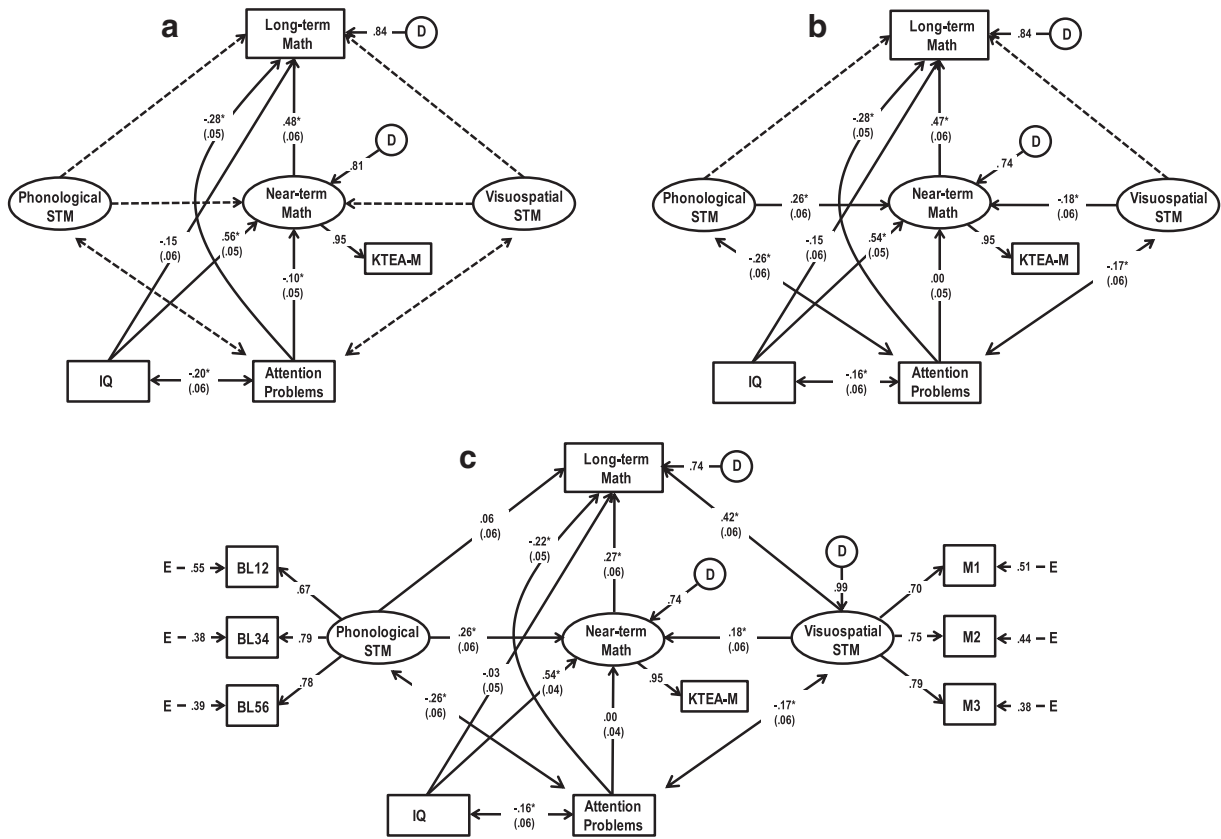 a
Long-term
Math
.84
D
-.28*
(.05)
.48*
(.06)
D
.81
Phonological
STM
Near-term
Math
Visuospatial
STM
-.15
(.06)
.56*
(.05)
.95
KTEA-M
-.10*
(.05)
IQ
-.20*
(.06)
Attention
Problems
b
Long-term
Math
.84
D
-.28*
(.05)
.47*
(.06)
D
.74
Phonological
STM
.26*
(.06)
Near-term
Math
-.18*
(.06)
Visuospatial
STM
-.26*
(.06)
-.15
(.06)
.54*
(.05)
.95
KTEA-M
.00
(.05)
-.17*
(.06)
IQ
-.16*
(.06)
Attention
Problems
c
Long-term
Math
.74
D
.06
(.06)
-.22*
(.05)
.27*
(.06)
.42*
(.06)
D
.74
D
.99
E
.55
BL12
.67
E
.38
BL34
.79
E
.39
BL56
.78
Phonological
STM
.26*
(.06)
Near-term
Math
.18*
(.06)
Visuospatial
STM
.70
M1
.51
E
.75
M2
.44
E
.79
M3
.38
E
-.26*
(.06)
-.03
(.05)
.54*
(.04)
.95
KTEA-M
.00
(.04)
-.17*
(.06)
IQ
-.16*
(.06)
Attention
Problems